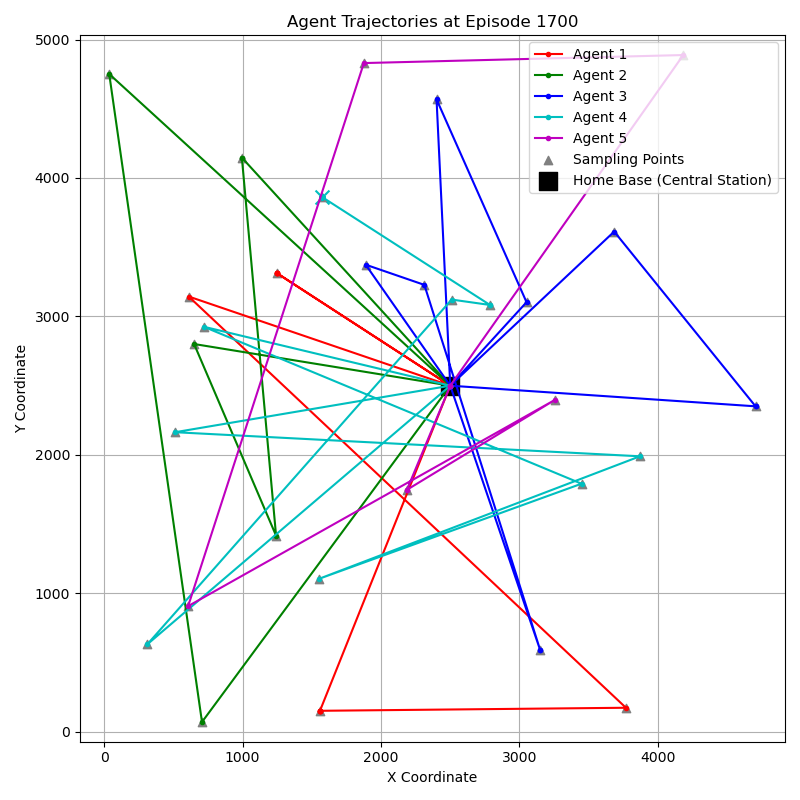 Agent Trajectories at Episode 1700
Agent 1
Agent 2
Agent 3
Agent 4
Agent 5
Sampling Points
Home Base (Central Station)
Y Coordinate
5000
4000
3000
2000
1000
0
0
1000
2000
3000
4000
X Coordinate